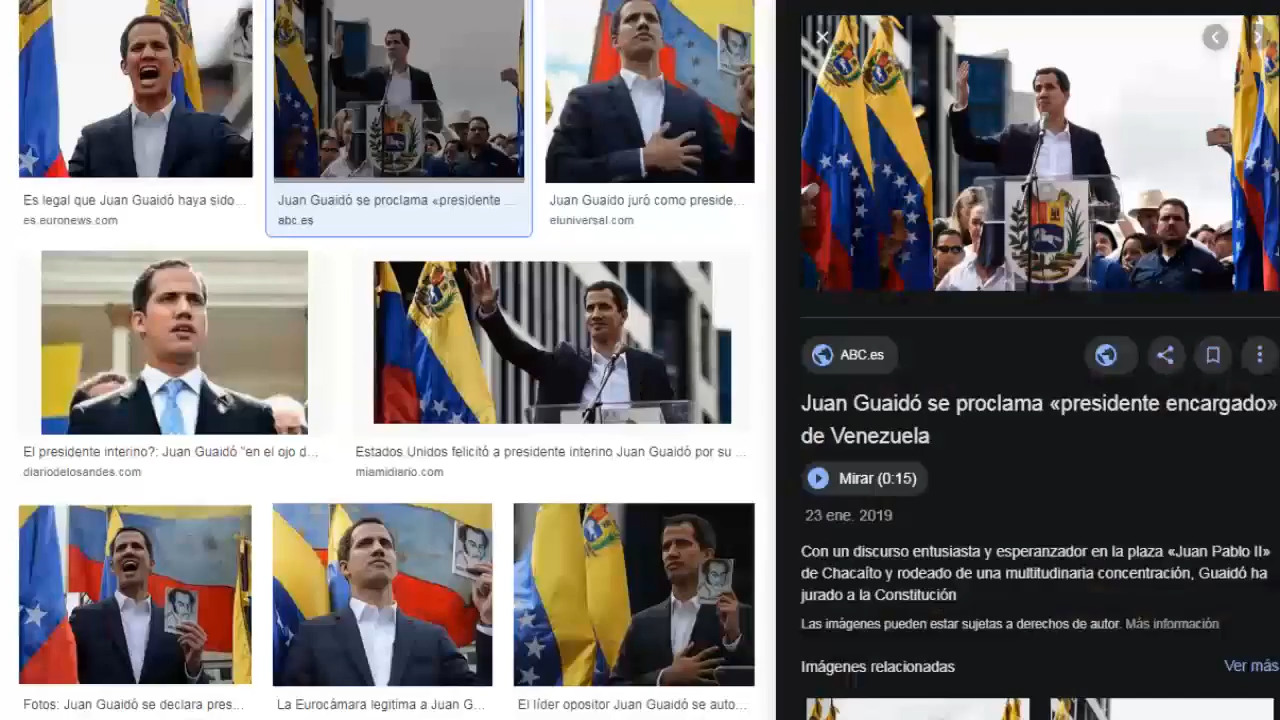 Es legal que Juan Guaidó haya sido...
es.euronews.com
Juan Guaidó se proclama «presidente ...
abc.es
Juan Guaido juró como preside...
eluniversal.com
El presidente interino?: Juan Guaidó "en el ojo d...
diariodelosandes.com
Estados Unidos felicitó a presidente interino Juan Guaidó por su ...
miamidiario.com
Fotos: Juan Guaidó se declara pres...
La Eurocámara legitima a Juan G...
El líder opositor Juan Guaidó se auto...
ABC.es
Juan Guaidó se proclama «presidente encargado»
de Venezuela
Mirar (0:15)
23 ene. 2019
Con un discurso entusiasta y esperanzador en la plaza «Juan Pablo II»
de Chacaíto y rodeado de una multitudinaria concentración, Guaidó ha
jurado a la Constitución
Las imágenes pueden estar sujetas a derechos de autor. Más información
Imágenes relacionadas
Ver más